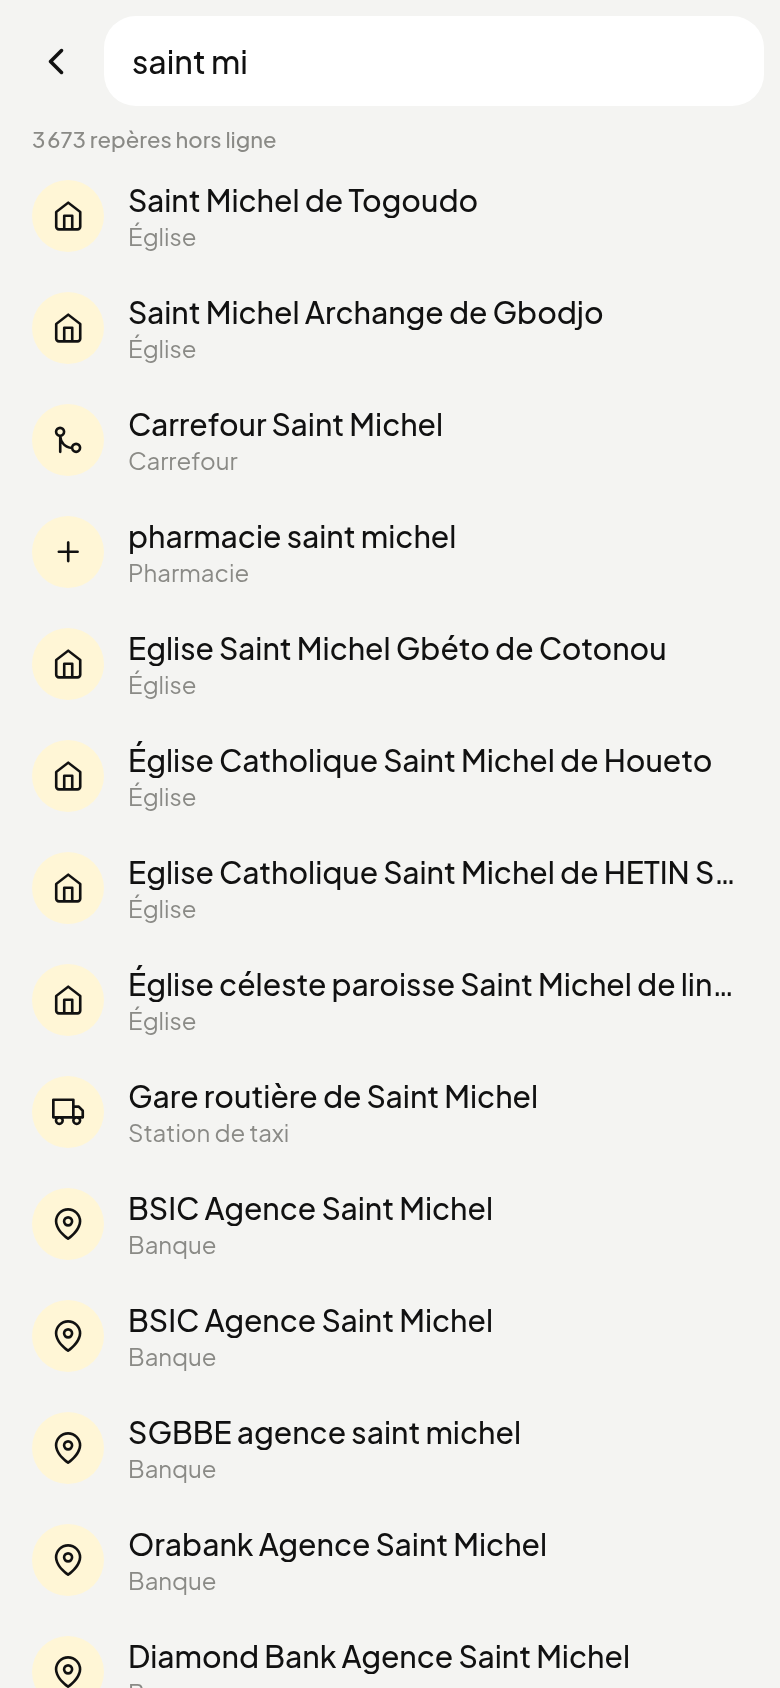 saint mi
3 673 repères hors ligne
Saint Michel de Togoudo
Église
Saint Michel Archange de Gbodjo
Église
Carrefour Saint Michel
Carrefour
pharmacie saint michel
Pharmacie
Eglise Saint Michel Gbéto de Cotonou
Église
Église Catholique Saint Michel de Houeto
Église
Eglise Catholique Saint Michel de HETIN S...
Église
Église céleste paroisse Saint Michel de lin...
Église
Gare routière de Saint Michel
Station de taxi
BSIC Agence Saint Michel
Banque
BSIC Agence Saint Michel
Banque
SGBBE agence saint michel
Banque
Orabank Agence Saint Michel
Banque
Diamond Bank Agence Saint Michel